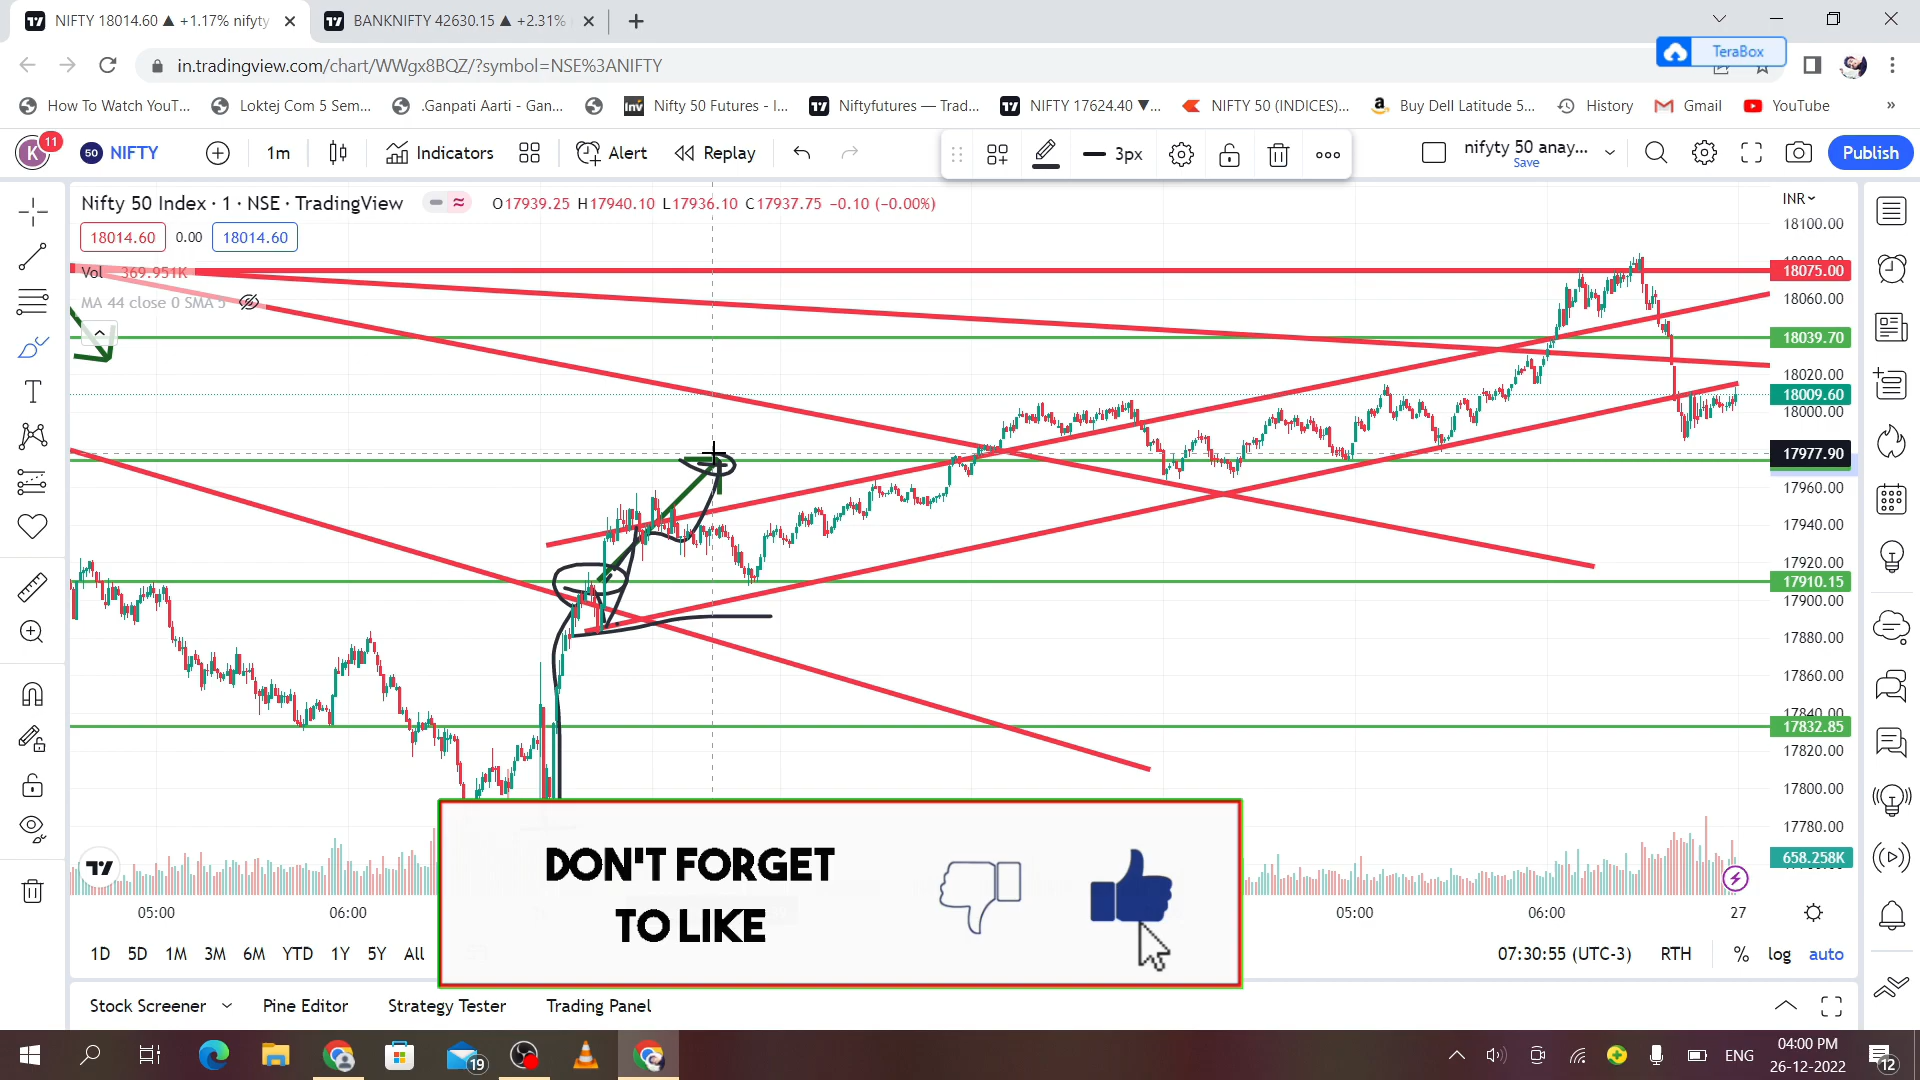 NIFTY 18014.60 ▲ +1.17% nifyty
BANKNIFTY 42630.15 ▲ +2.31%
TeraBox
in.tradingview.com/chart/WWgx8BQZ/?symbol=NSE%3ANIFTY
How To Watch YouT...
Loktej Com 5 Sem...
.Ganpati Aarti - Gan...
Inv Nifty 50 Futures - I...
Niftyfutures — Trad...
NIFTY 17624.40 ▼...
NIFTY 50 (INDICES)...
Buy Dell Latitude 5...
History
Gmail
YouTube
»
K 11
50 NIFTY
1m
Indicators
Alert
Replay
3px
nifyty 50 anay...
Save
Publish
Nifty 50 Index · 1 · NSE · TradingView
O17939.25 H17940.10 L17936.10 C17937.75 −0.10 (−0.00%)
INR
18014.60 0.00 18014.60
Vol 369.951K
MA 44 close 0 SMA 5
18100.00
18075.00
18060.00
18039.70
18020.00
18009.60
18000.00
17977.90
17960.00
17940.00
17920.00
17910.15
17900.00
17880.00
17860.00
17840.00
17832.85
17820.00
17800.00
17780.00
658.258K
DON'T FORGET
TO LIKE
05:00
06:00
05:00
06:00
27
1D 5D 1M 3M 6M YTD 1Y 5Y All
07:30:55 (UTC-3)
RTH
%
log
auto
Stock Screener
Pine Editor
Strategy Tester
Trading Panel
19
ENG
04:00 PM
26-12-2022
12